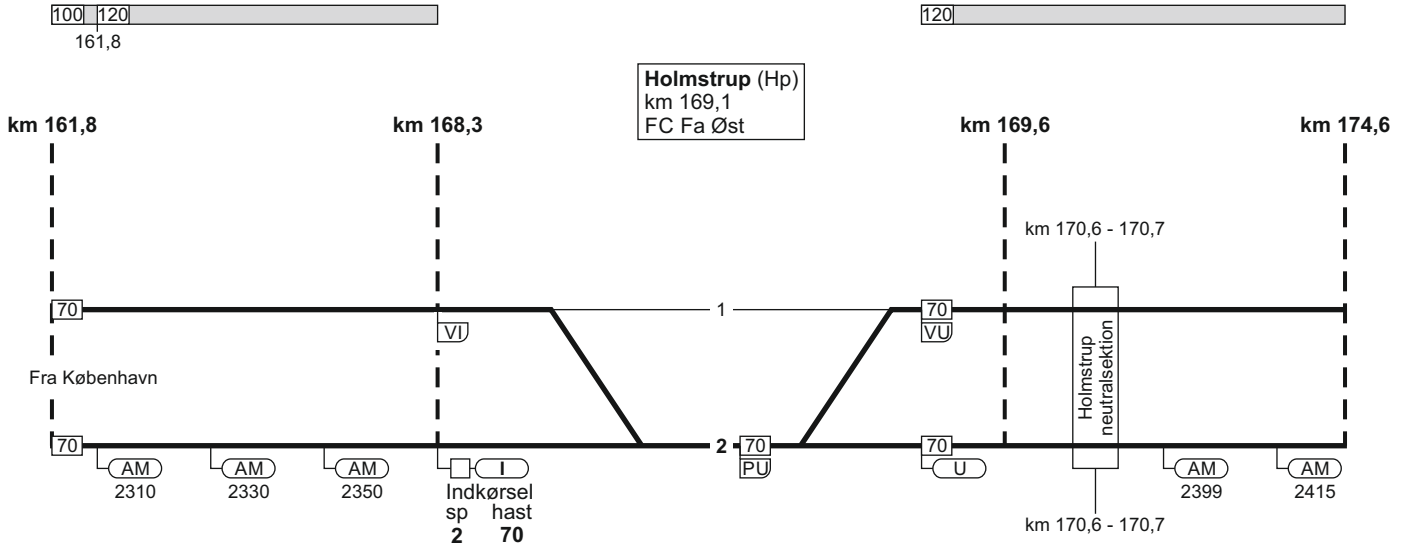 100 120
161,8
120
Holmstrup (Hp)
km 169,1
FC Fa Øst
km 161,8
km 168,3
km 169,6
km 174,6
km 170,6 - 170,7
70
1
70
VI
VU
Fra København
Holmstrup
neutralsektion
70
2
70
70
AM
2310
AM
2330
AM
2350
I
Indkørsel
sp hast
2 70
PU
U
AM
2399
AM
2415
km 170,6 - 170,7